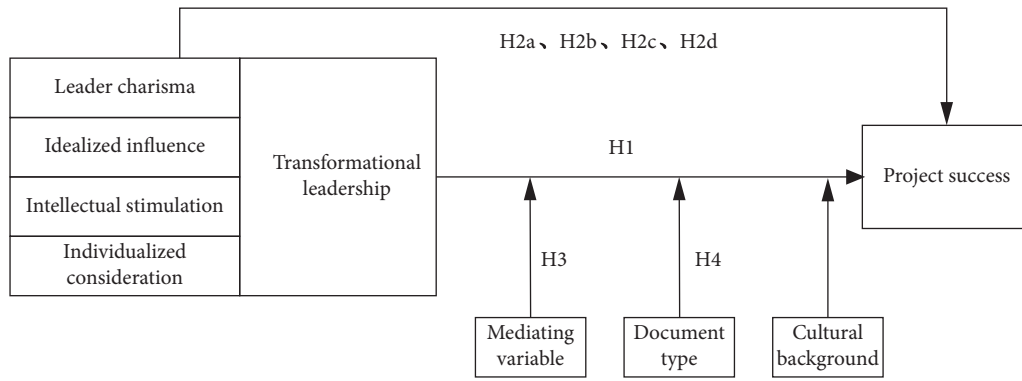 H2a、H2b、H2c、H2d
Leader charisma
Idealized influence
Intellectual stimulation
Individualized
consideration
Transformational
leadership
H1
Project success
H3
H4
Mediating
variable
Document
type
Cultural
background